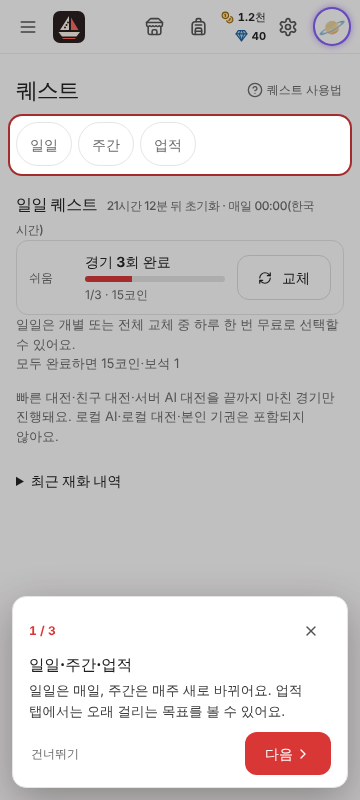 1.2천
40
퀘스트
퀘스트 사용법
일일
주간
업적
일일 퀘스트 21시간 12분 뒤 초기화 · 매일 00:00(한국
시간)
쉬움
경기 3회 완료
1/3 · 15코인
교체
일일은 개별 또는 전체 교체 중 하루 한 번 무료로 선택할
수 있어요.
모두 완료하면 15코인·보석 1
빠른 대전·친구 대전·서버 AI 대전을 끝까지 마친 경기만
진행돼요. 로컬 AI·로컬 대전·본인 기권은 포함되지
않아요.
최근 재화 내역
1 / 3
일일·주간·업적
일일은 매일, 주간은 매주 새로 바뀌어요. 업적
탭에서는 오래 걸리는 목표를 볼 수 있어요.
건너뛰기
다음